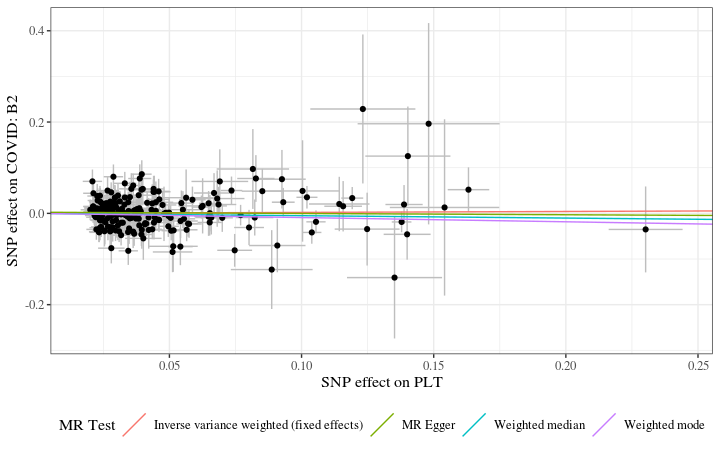 0.4
0.2
0.0
-0.2
SNP effect on COVID: B2
0.05
0.10
0.15
0.20
0.25
SNP effect on PLT
MR Test
Inverse variance weighted (fixed effects)
MR Egger
Weighted median
Weighted mode